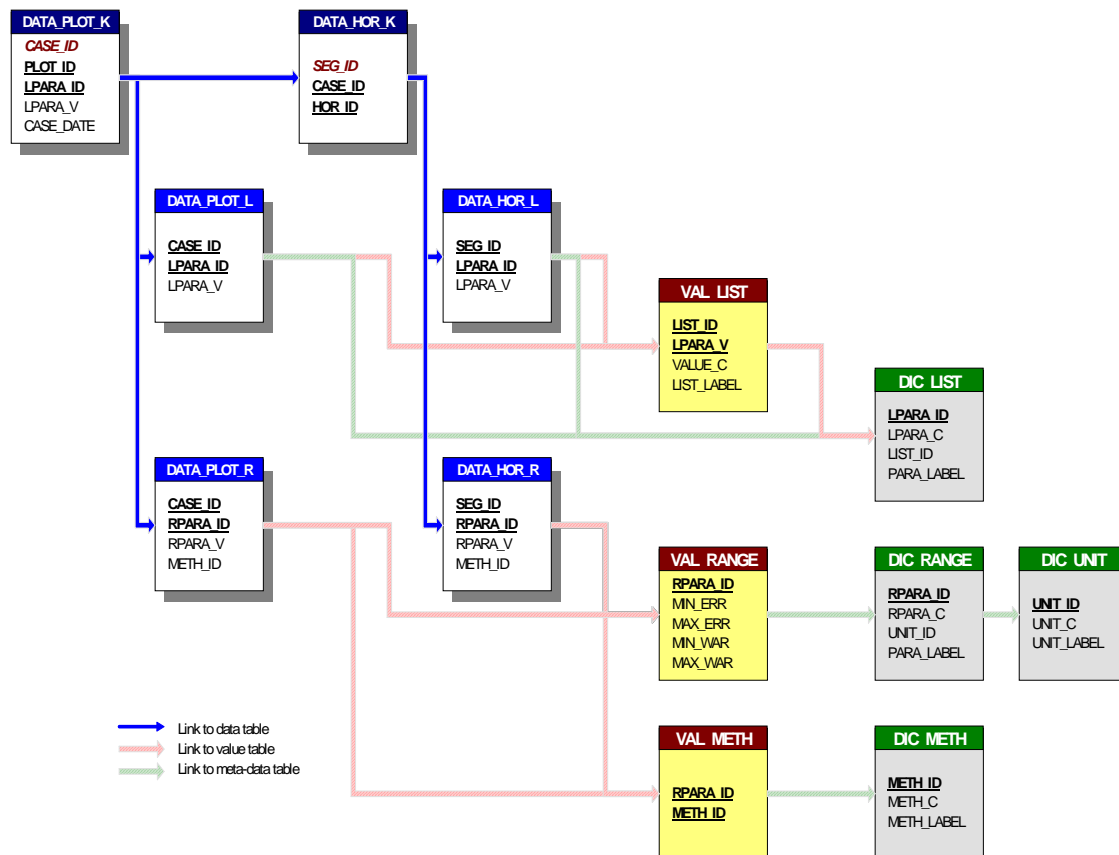 DATA_PLOT_K
CASE_ID
PLOT_ID
LPARA_ID
LPARA_V
CASE_DATE
DATA_HOR_K
SEG_ID
CASE_ID
HOR_ID
DATA_PLOT_L
CASE_ID
LPARA_ID
LPARA_V
DATA_HOR_L
SEG_ID
LPARA_ID
LPARA_V
VAL_LIST
LIST_ID
LPARA_V
VALUE_C
LIST_LABEL
DIC_LIST
LPARA_ID
LPARA_C
LIST_ID
PARA_LABEL
DATA_PLOT_R
CASE_ID
RPARA_ID
RPARA_V
METH_ID
DATA_HOR_R
SEG_ID
RPARA_ID
RPARA_V
METH_ID
VAL_RANGE
RPARA_ID
MIN_ERR
MAX_ERR
MIN_WAR
MAX_WAR
DIC_RANGE
RPARA_ID
RPARA_C
UNIT_ID
PARA_LABEL
DIC_UNIT
UNIT_ID
UNIT_C
UNIT_LABEL
Link to data table
Link to value table
Link to meta-data table
VAL_METH
RPARA_ID
METH_ID
DIC_METH
METH_ID
METH_C
METH_LABEL